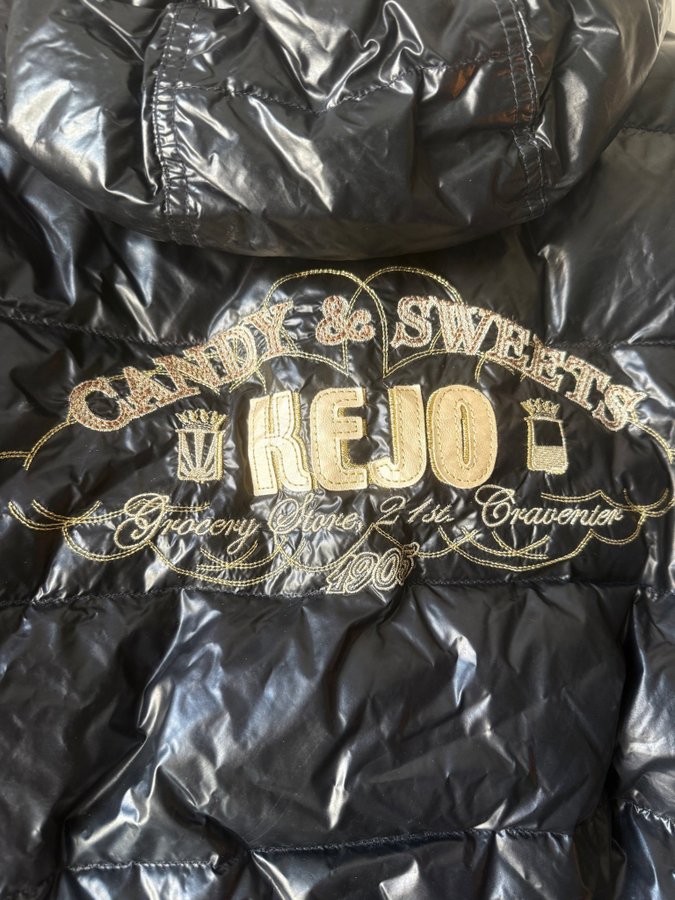 CANDY & SWEETS
KEJO
Grocery Store, 21st. Cravenier